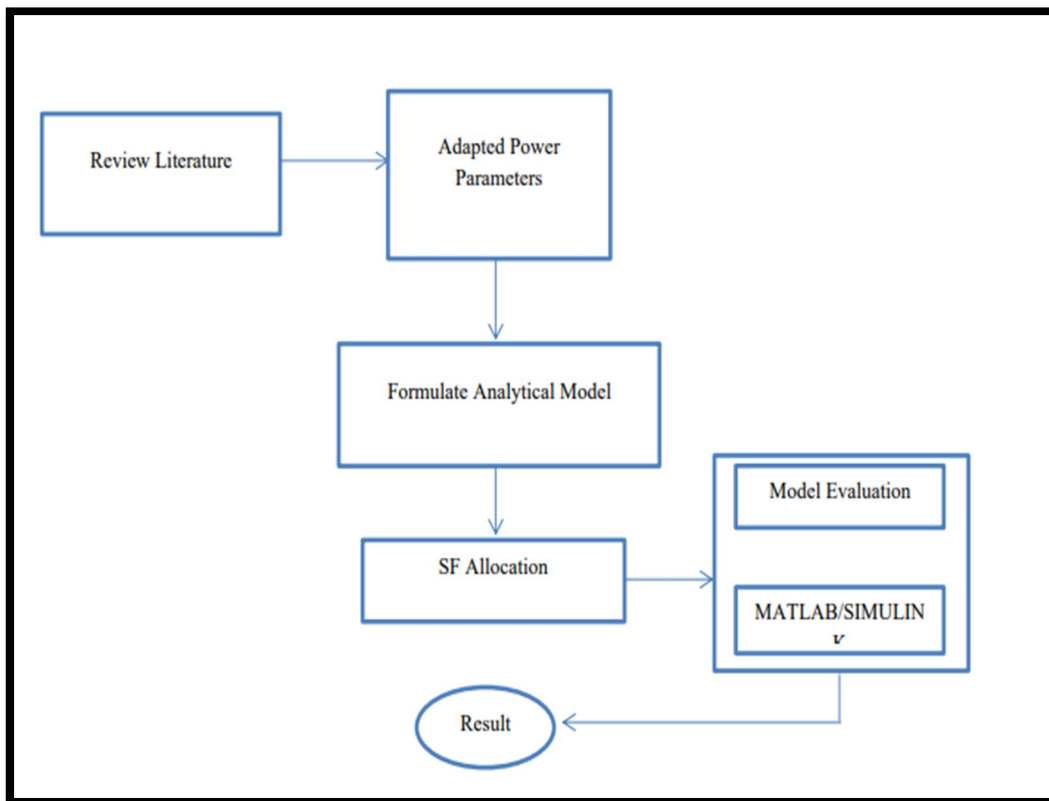 Review Literature
Adapted Power
Parameters
Formulate Analytical Model
SF Allocation
Model Evaluation
MATLAB/SIMULIN
Result